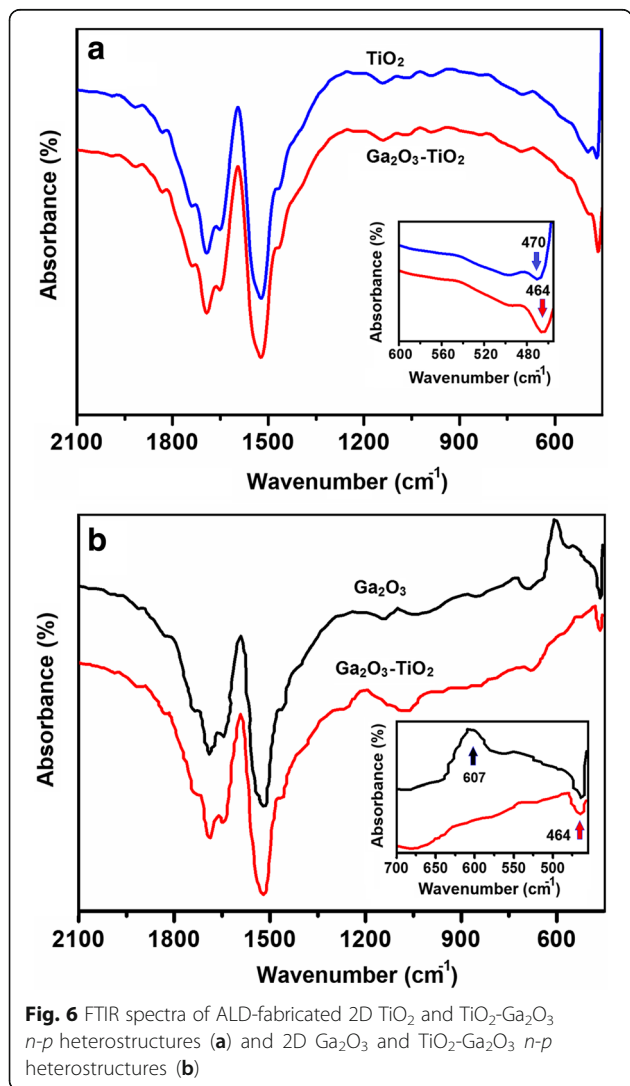 a
TiO₂
Ga₂O₃-TiO₂
Absorbance (%)
470
464
Absorbance (%)
600 560 520 480
Wavenumber (cm⁻¹)
2100 1800 1500 1200 900 600
Wavenumber (cm⁻¹)
b
Ga₂O₃
Ga₂O₃-TiO₂
Absorbance (%)
607
464
Absorbance (%)
700 650 600 550 500
Wavenumber (cm⁻¹)
2100 1800 1500 1200 900 600
Wavenumber (cm⁻¹)
Fig. 6 FTIR spectra of ALD-fabricated 2D TiO₂ and TiO₂-Ga₂O₃
n-p heterostructures (a) and 2D Ga₂O₃ and TiO₂-Ga₂O₃ n-p
heterostructures (b)